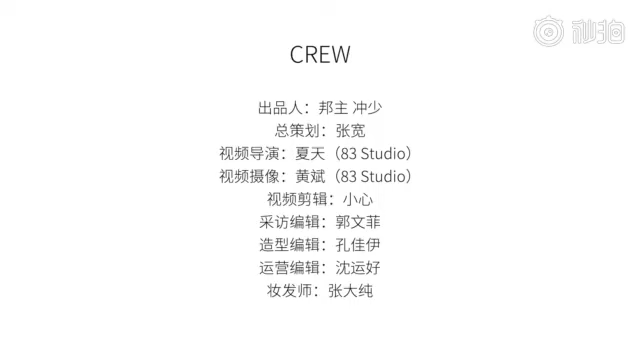 秒拍
CREW
出品人：邦主 冲少
总策划：张宽
视频导演：夏天（83 Studio）
视频摄像：黄斌（83 Studio）
视频剪辑：小心
采访编辑：郭文菲
造型编辑：孔佳伊
运营编辑：沈运好
妆发师：张大纯